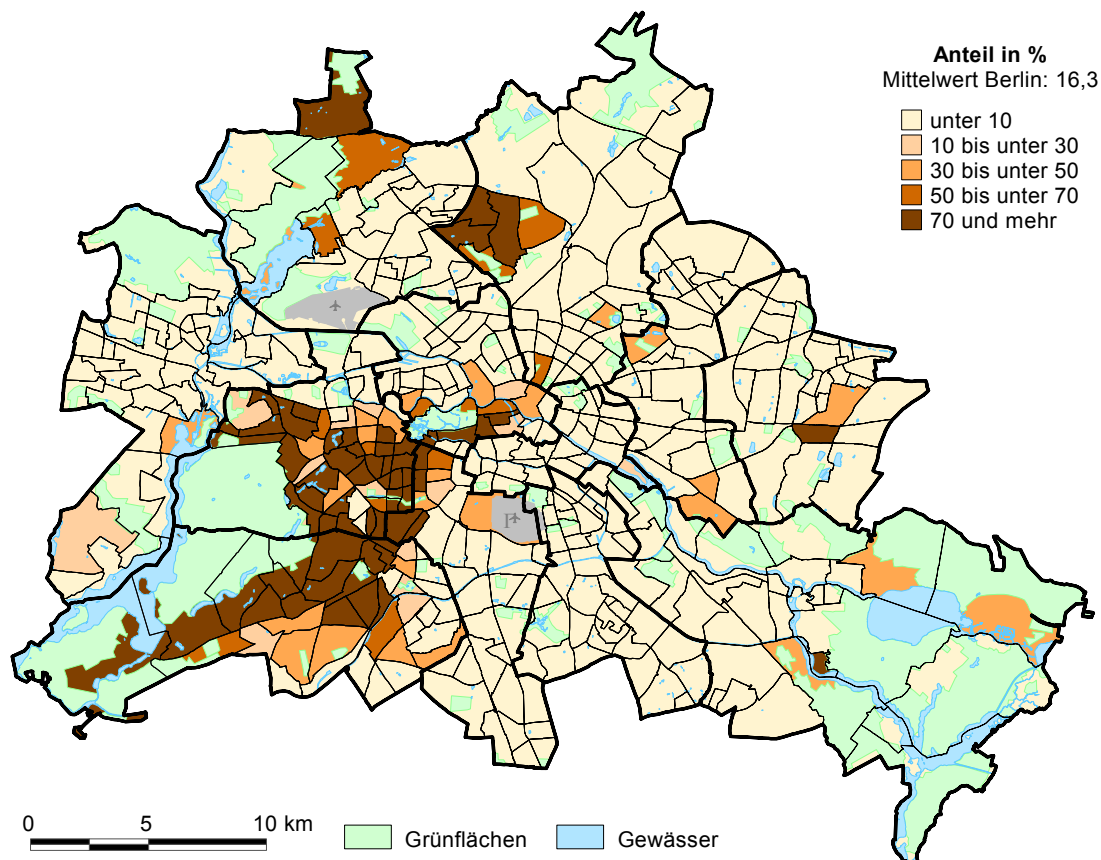 Anteil in %
Mittelwert Berlin: 16,3
unter 10
10 bis unter 30
30 bis unter 50
50 bis unter 70
70 und mehr
0 5 10 km
Grünflächen
Gewässer